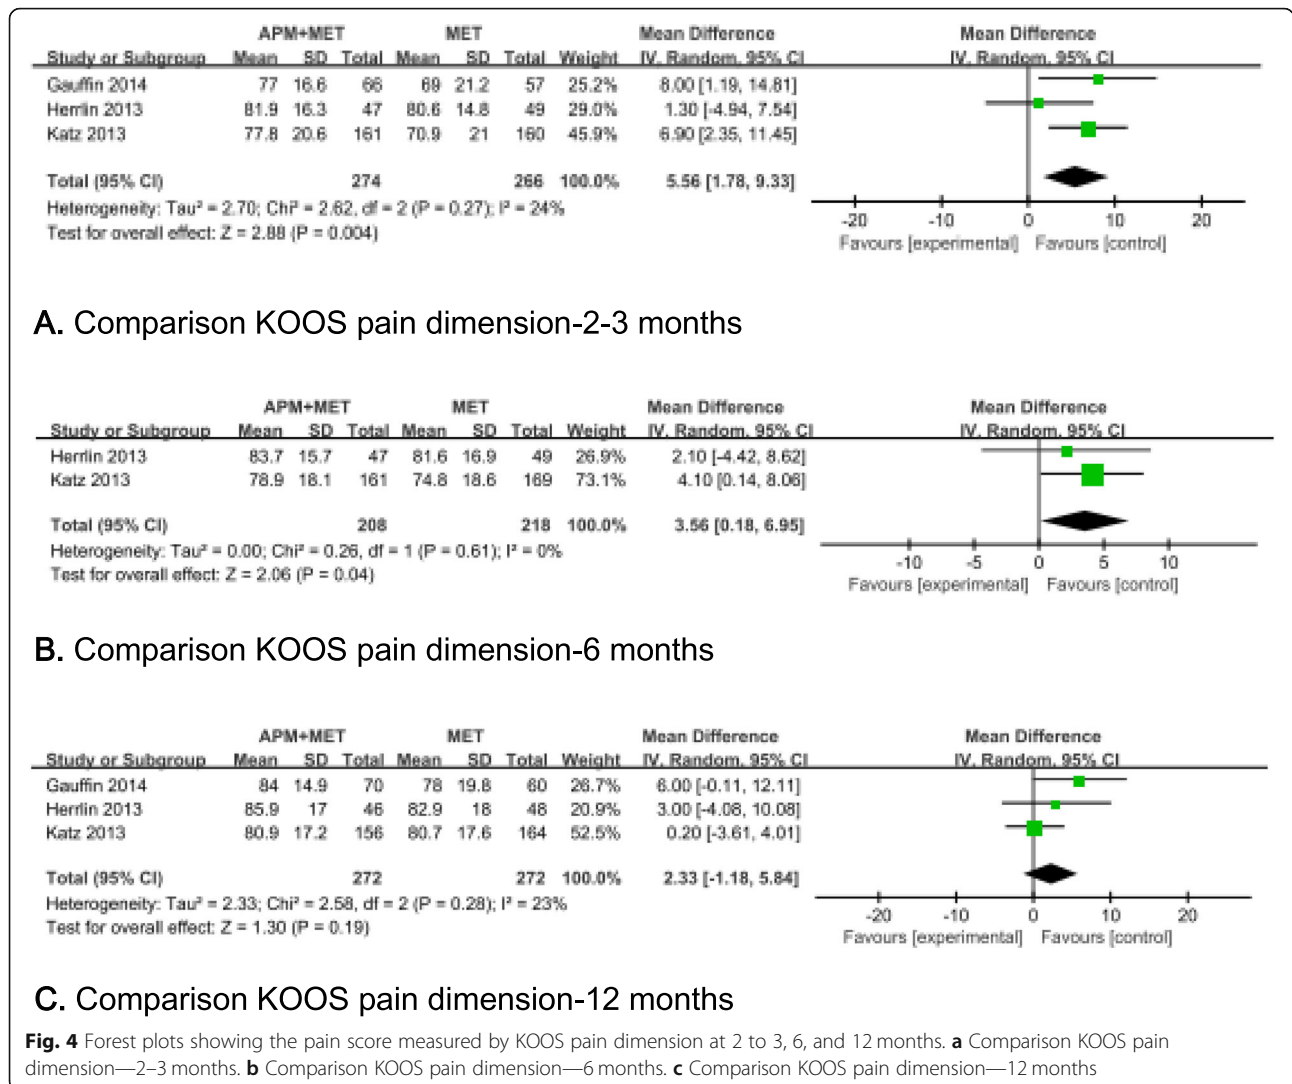 APM+MET MET Mean Difference Mean Difference
Study or Subgroup Mean SD Total Mean SD Total Weight IV, Random, 95% CI IV, Random, 95% CI
Gauffin 2014 77 16.6 66 69 21.2 57 25.2% 8.00 [1.19, 14.81]
Herrlin 2013 81.9 16.3 47 80.6 14.8 49 29.0% 1.30 [-4.94, 7.54]
Katz 2013 77.8 20.6 161 70.9 21 160 45.9% 6.90 [2.35, 11.45]
Total (95% CI) 274 266 100.0% 5.56 [1.78, 9.33]
Heterogeneity: Tau² = 2.70; Chi² = 2.62, df = 2 (P = 0.27); I² = 24%
Test for overall effect: Z = 2.88 (P = 0.004)
-20 -10 0 10 20
Favours [experimental] Favours [control]
A. Comparison KOOS pain dimension-2-3 months
APM+MET MET Mean Difference Mean Difference
Study or Subgroup Mean SD Total Mean SD Total Weight IV, Random, 95% CI IV, Random, 95% CI
Herrlin 2013 83.7 15.7 47 81.6 16.9 49 26.9% 2.10 [-4.42, 8.62]
Katz 2013 78.9 18.1 161 74.8 18.6 169 73.1% 4.10 [0.14, 8.06]
Total (95% CI) 208 218 100.0% 3.56 [0.18, 6.95]
Heterogeneity: Tau² = 0.00; Chi² = 0.26, df = 1 (P = 0.61); I² = 0%
Test for overall effect: Z = 2.06 (P = 0.04)
-10 -5 0 5 10
Favours [experimental] Favours [control]
B. Comparison KOOS pain dimension-6 months
APM+MET MET Mean Difference Mean Difference
Study or Subgroup Mean SD Total Mean SD Total Weight IV, Random, 95% CI IV, Random, 95% CI
Gauffin 2014 84 14.9 70 78 19.8 60 26.7% 6.00 [-0.11, 12.11]
Herrlin 2013 85.9 17 46 82.9 18 48 20.9% 3.00 [-4.08, 10.08]
Katz 2013 80.9 17.2 156 80.7 17.6 164 52.5% 0.20 [-3.61, 4.01]
Total (95% CI) 272 272 100.0% 2.33 [-1.18, 5.84]
Heterogeneity: Tau² = 2.33; Chi² = 2.58, df = 2 (P = 0.28); I² = 23%
Test for overall effect: Z = 1.30 (P = 0.19)
-20 -10 0 10 20
Favours [experimental] Favours [control]
C. Comparison KOOS pain dimension-12 months
Fig. 4 Forest plots showing the pain score measured by KOOS pain dimension at 2 to 3, 6, and 12 months. a Comparison KOOS pain
dimension—2–3 months. b Comparison KOOS pain dimension—6 months. c Comparison KOOS pain dimension—12 months